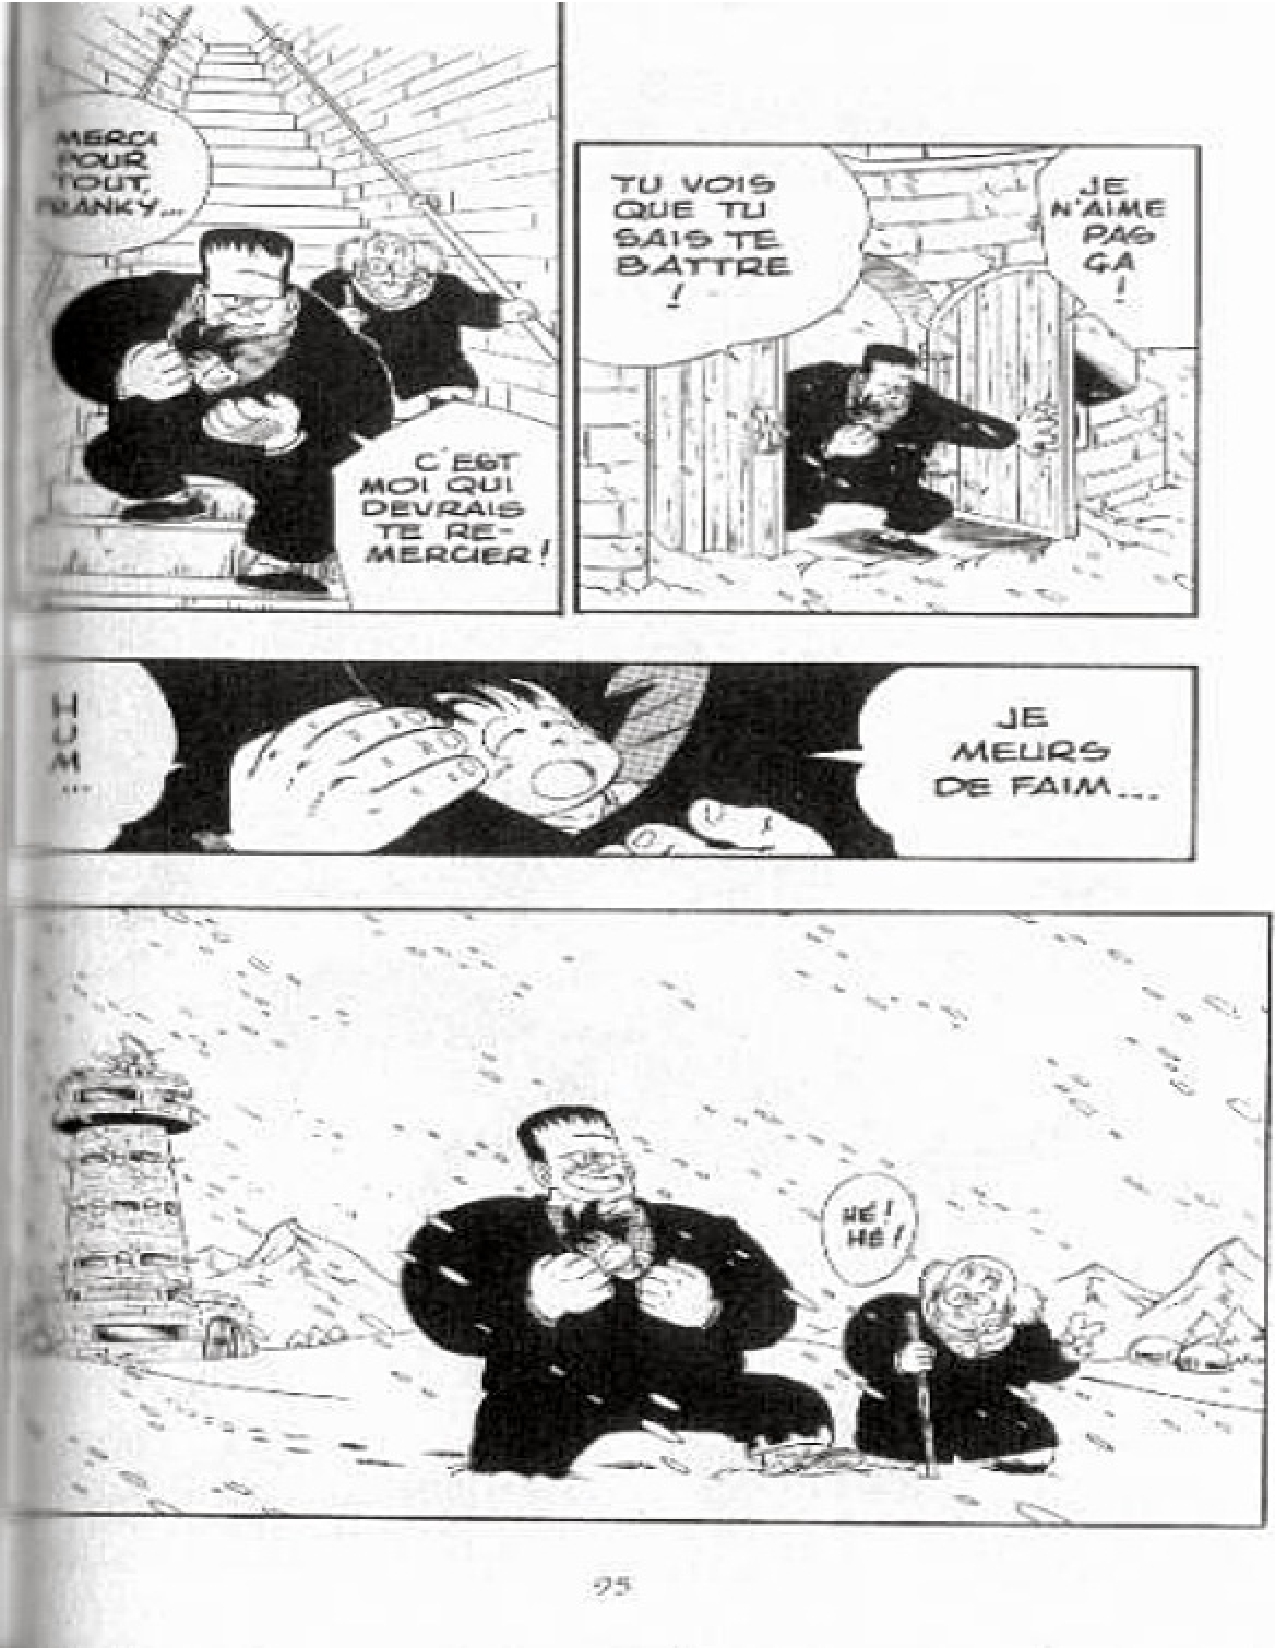 MERCI
POUR
TOUT,
FRANKY...
C'EST
MOI QUI
DEVRAIS
TE RE-
MERCIER!
TU VOIS
QUE TU
SAIS TE
BATTRE
!
JE
N'AIME
PAS
ÇA
!
HUM...
JE
MEURS
DE FAIM...
HÉ!
HÉ!
95